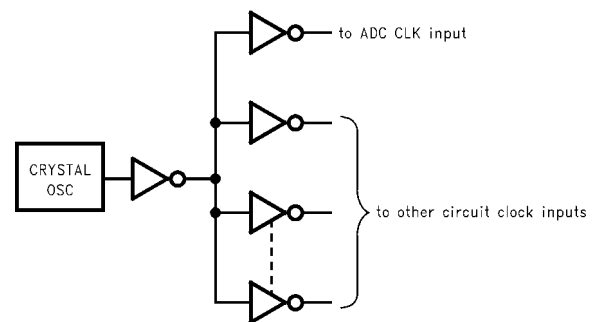 to ADC CLK input
CRYSTAL
OSC
to other circuit clock inputs